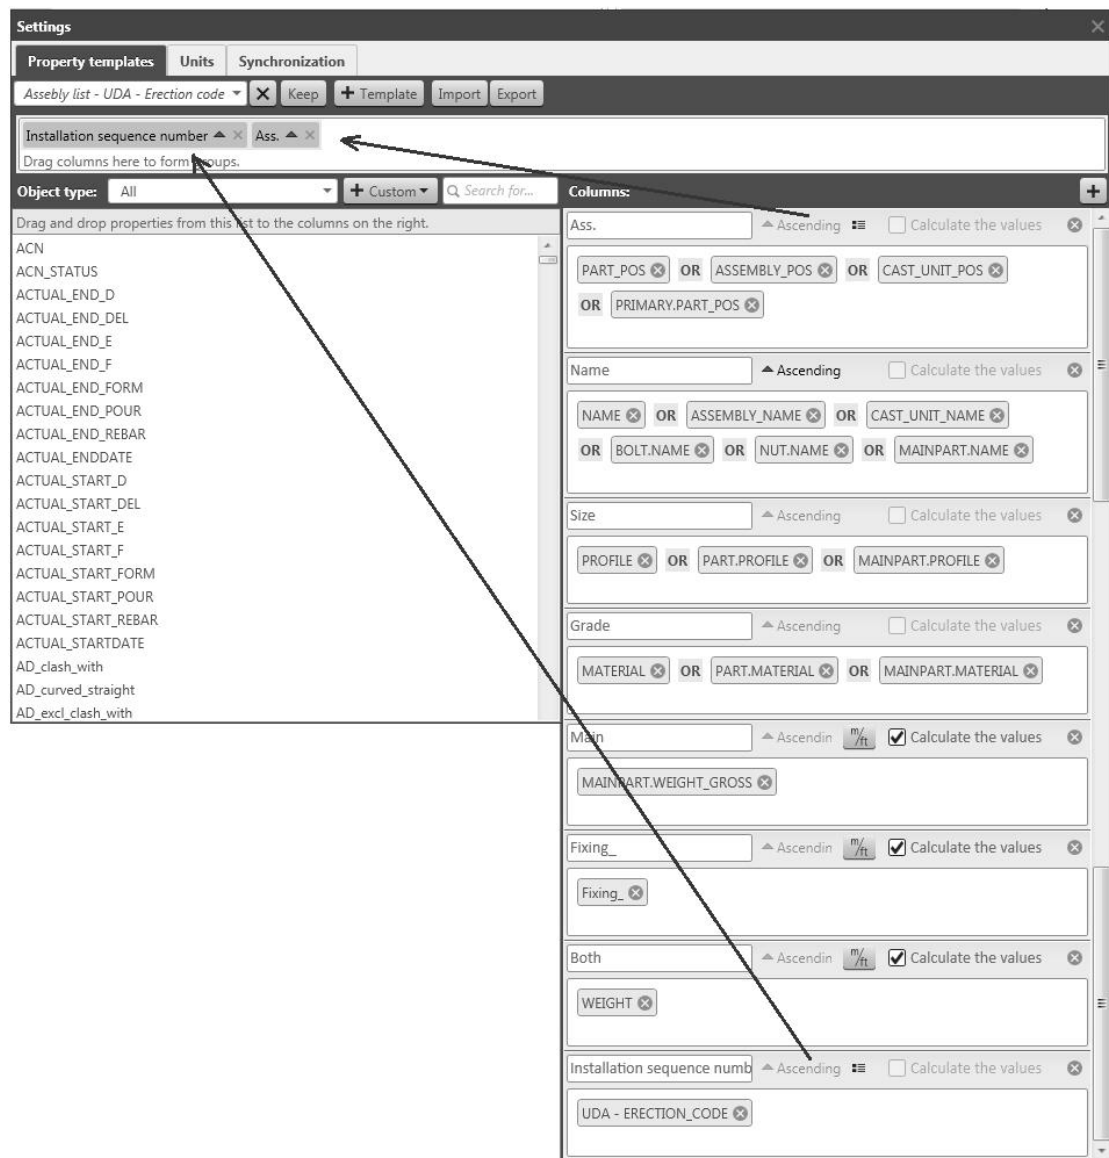 Settings
Property templates Units Synchronization
Assebly list - UDA - Erection code Keep + Template Import Export
Installation sequence number Ass.
Drag columns here to form groups.
Object type: All + Custom Search for...
Drag and drop properties from this list to the columns on the right.
ACN
ACN_STATUS
ACTUAL_END_D
ACTUAL_END_DEL
ACTUAL_END_E
ACTUAL_END_F
ACTUAL_END_FORM
ACTUAL_END_POUR
ACTUAL_END_REBAR
ACTUAL_ENDDATE
ACTUAL_START_D
ACTUAL_START_DEL
ACTUAL_START_E
ACTUAL_START_F
ACTUAL_START_FORM
ACTUAL_START_POUR
ACTUAL_START_REBAR
ACTUAL_STARTDATE
AD_clash_with
AD_curved_straight
AD_excl_clash_with
Columns: +
Ass. Ascending Calculate the values
PART_POS OR ASSEMBLY_POS OR CAST_UNIT_POS
OR PRIMARY.PART_POS
Name Ascending Calculate the values
NAME OR ASSEMBLY_NAME OR CAST_UNIT_NAME
OR BOLT.NAME OR NUT.NAME OR MAINPART.NAME
Size Ascending Calculate the values
PROFILE OR PART.PROFILE OR MAINPART.PROFILE
Grade Ascending Calculate the values
MATERIAL OR PART.MATERIAL OR MAINPART.MATERIAL
Main Ascendin m/ft Calculate the values
MAINPART.WEIGHT_GROSS
Fixing_ Ascendin m/ft Calculate the values
Fixing_
Both Ascendin m/ft Calculate the values
WEIGHT
Installation sequence numb Ascending Calculate the values
UDA - ERECTION_CODE